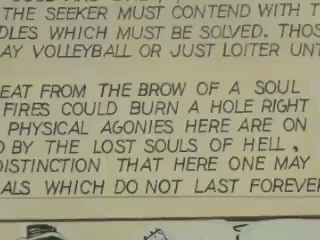 THE SEEKER MUST CONTEND WITH
DLES WHICH MUST BE SOLVED. THOS
AY VOLLEYBALL OR JUST LOITER UNT
EAT FROM THE BROW OF A SOUL
FIRES COULD BURN A HOLE RIGHT
PHYSICAL AGONIES HERE ARE ON
D BY THE LOST SOULS OF HELL,
DISTINCTION THAT HERE ONE MAY
ALS WHICH DO NOT LAST FOREVER